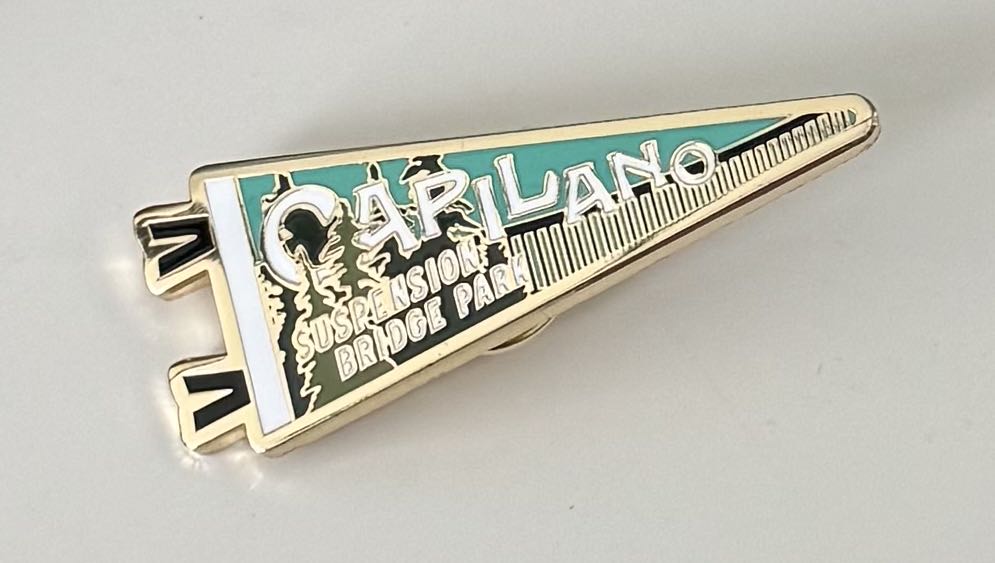 CAPILANO
SUSPENSION
BRIDGE PARK